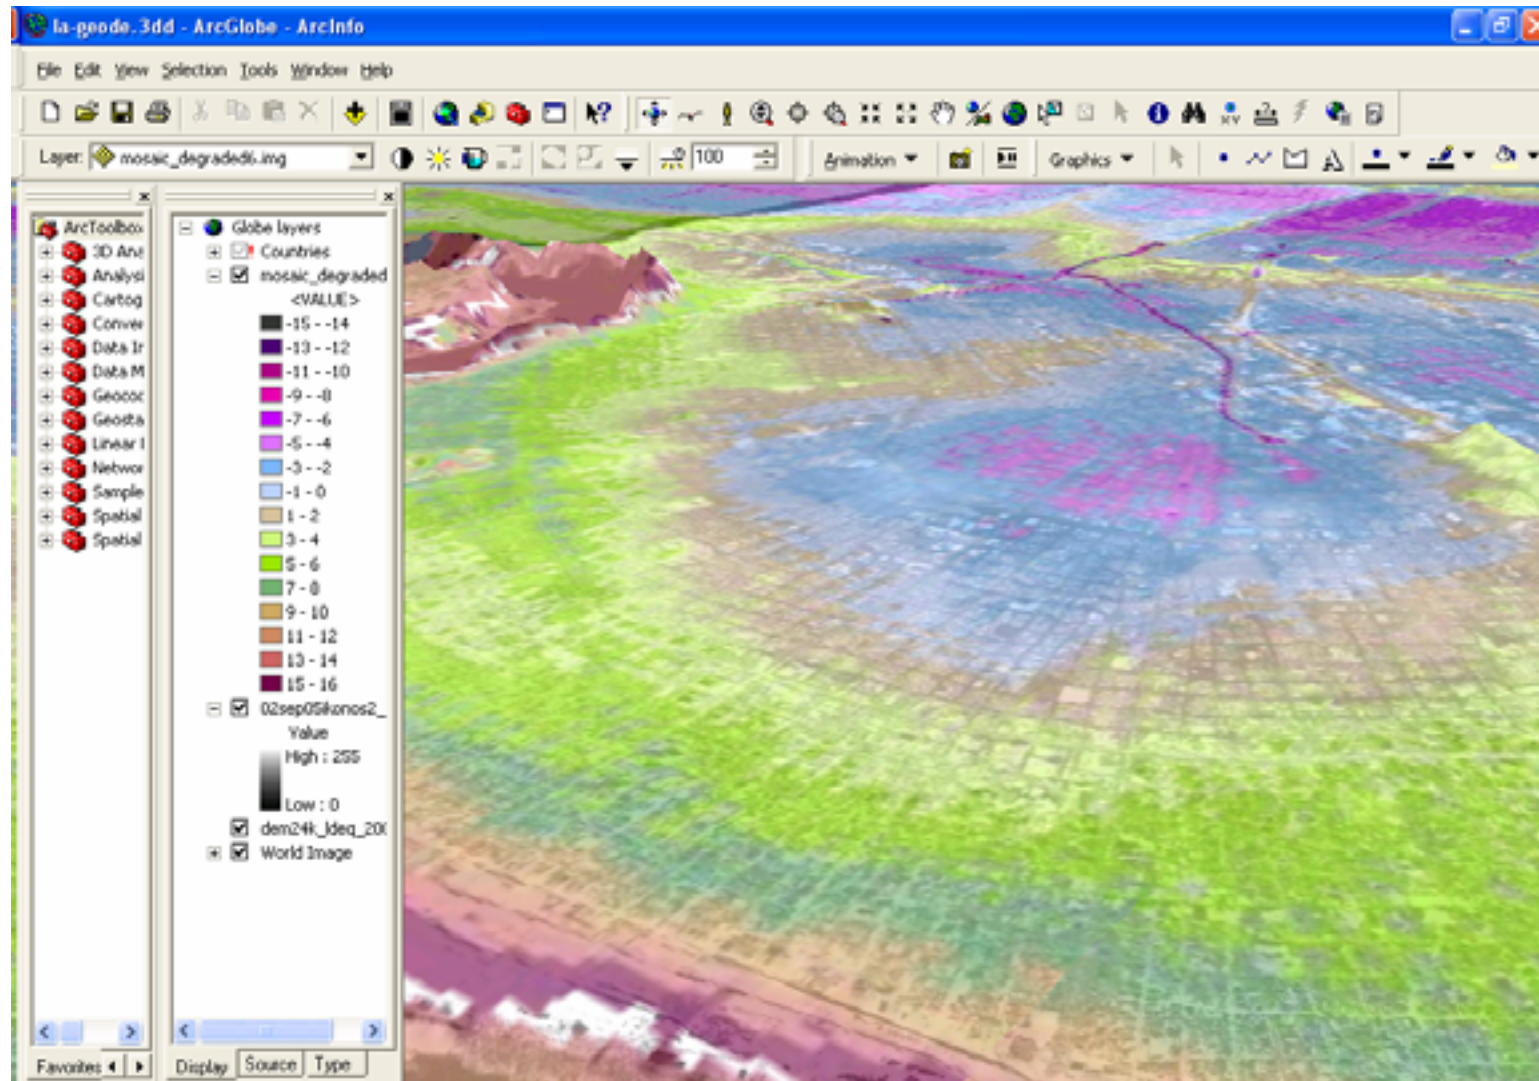 la-geode.3dd - ArcGlobe - ArcInfo
File Edit View Selection Tools Window Help
Layer: mosaic_degraded6.img 100 Animation Graphics
ArcToolbox
3D Ana
Analysi
Cartog
Conver
Data In
Data M
Geococ
Geosta
Linear I
Networ
Sample
Spatial
Spatial
Favorites
Globe layers
Countries
mosaic_degraded
<VALUE>
-15 - -14
-13 - -12
-11 - -10
-9 - -8
-7 - -6
-5 - -4
-3 - -2
-1 - 0
1 - 2
3 - 4
5 - 6
7 - 8
9 - 10
11 - 12
13 - 14
15 - 16
02sep05ikonos2_
Value
High : 255
Low : 0
dem24k_ldeq_200
World Image
Display Source Type